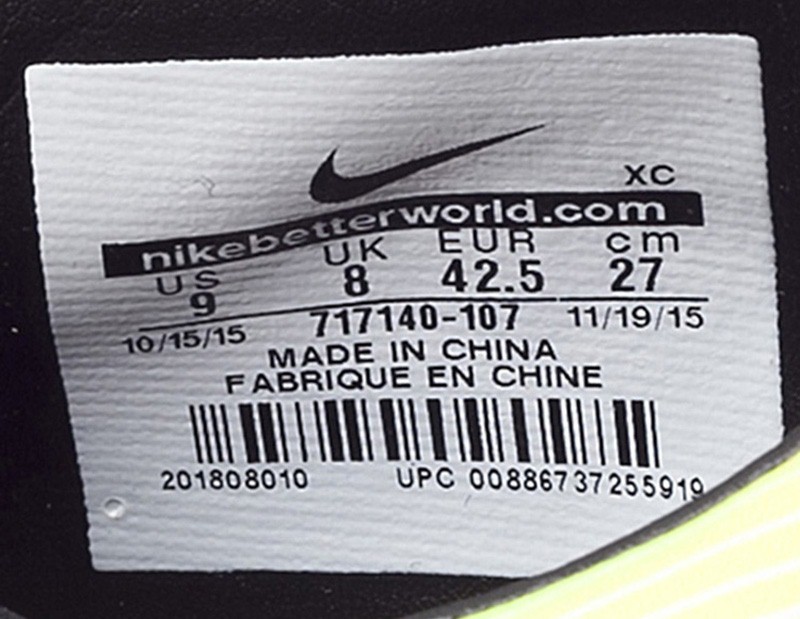 XC
nikebetterworld.com
US UK EUR cm
9 8 42.5 27
10/15/15 717140-107 11/19/15
MADE IN CHINA
FABRIQUE EN CHINE
201808010 UPC 00886737255919